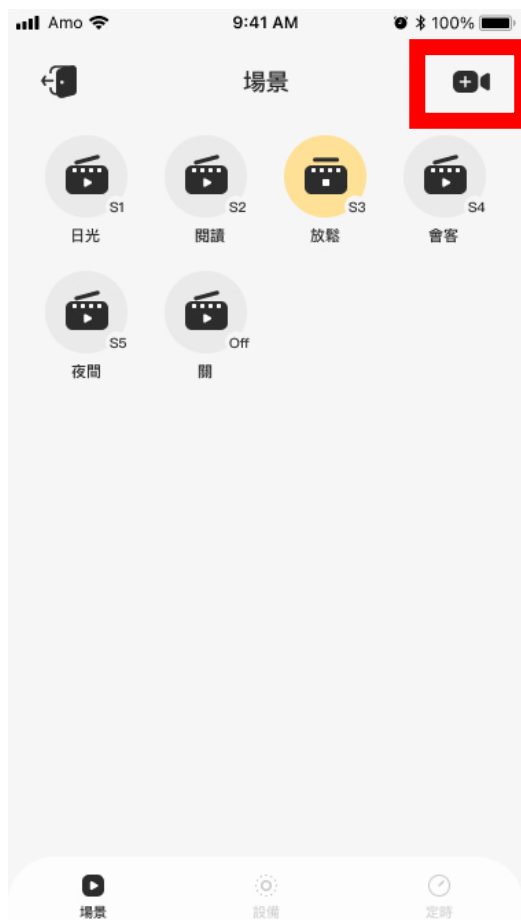 Amo 9:41 AM 100%
場景
S1 S2 S3 S4
日光 閱讀 放鬆 會客
S5 Off
夜間 關
場景 設備 定時